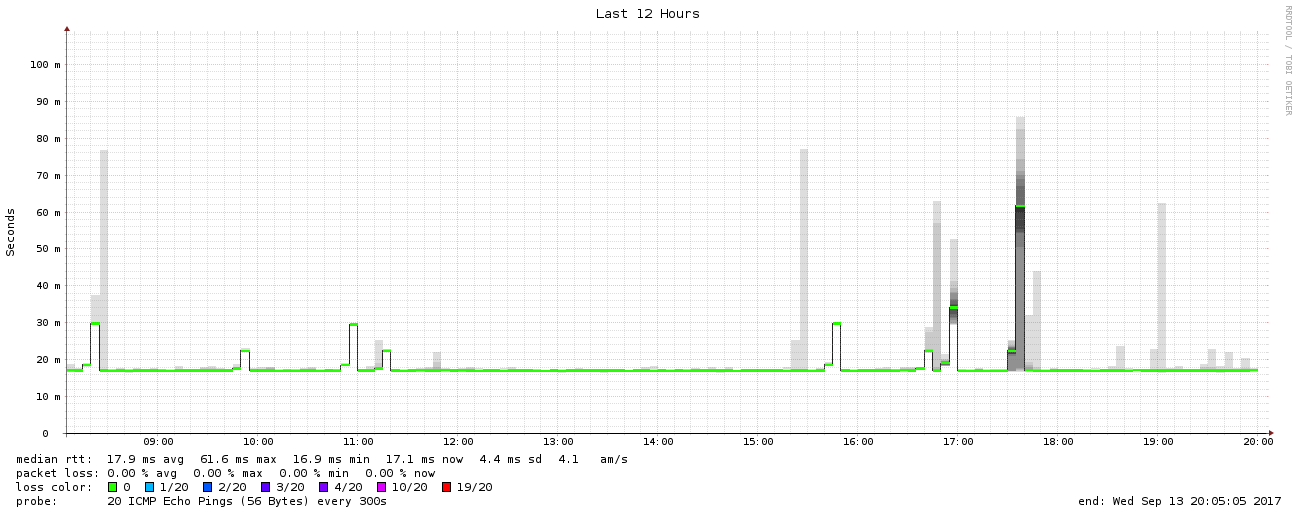 Last 12 Hours
RRDTOOL / TOBI OETIKER
Seconds
100 m
90 m
80 m
70 m
60 m
50 m
40 m
30 m
20 m
10 m
0
09:00 10:00 11:00 12:00 13:00 14:00 15:00 16:00 17:00 18:00 19:00 20:00
median rtt: 17.9 ms avg 61.6 ms max 16.9 ms min 17.1 ms now 4.4 ms sd 4.1 am/s
packet loss: 0.00 % avg 0.00 % max 0.00 % min 0.00 % now
loss color: 0 1/20 2/20 3/20 4/20 10/20 19/20
probe: 20 ICMP Echo Pings (56 Bytes) every 300s end: Wed Sep 13 20:05:05 2017